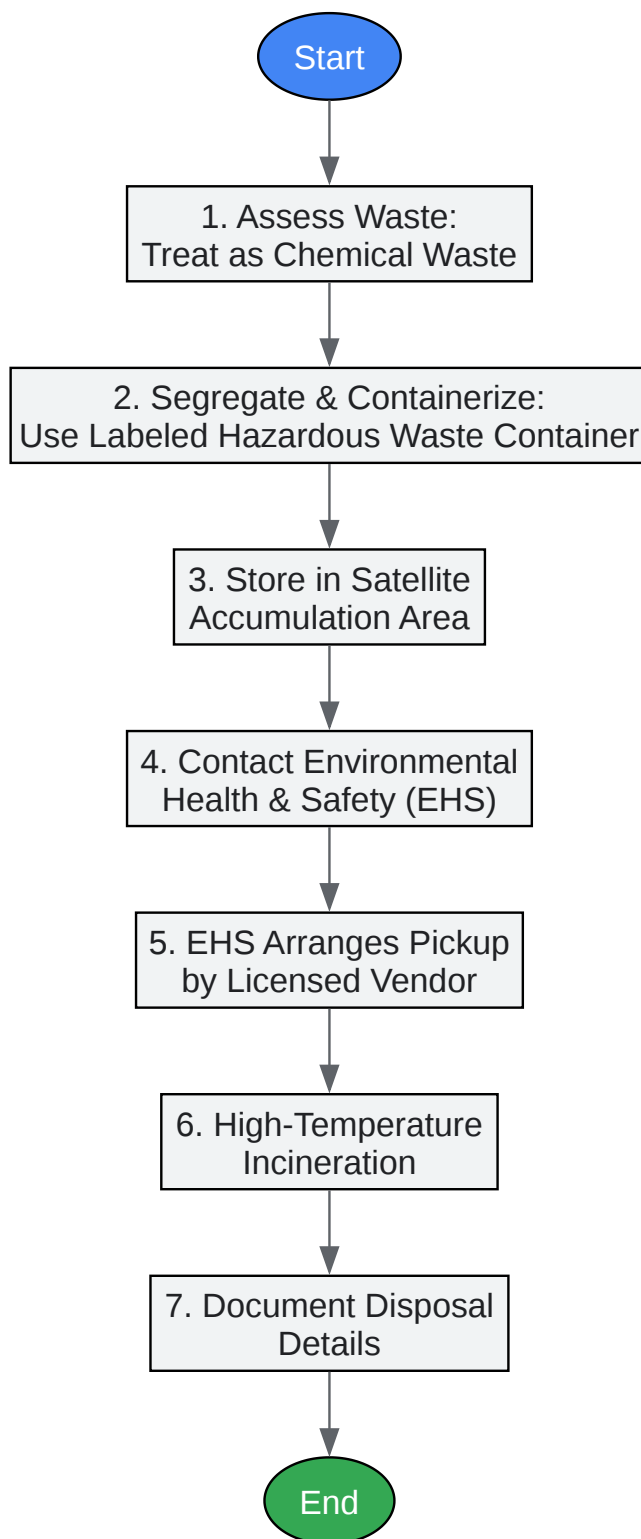 Start
1. Assess Waste:
Treat as Chemical Waste
2. Segregate & Containerize:
Use Labeled Hazardous Waste Container
3. Store in Satellite
Accumulation Area
4. Contact Environmental
Health & Safety (EHS)
5. EHS Arranges Pickup
by Licensed Vendor
6. High-Temperature
Incineration
7. Document Disposal
Details
End